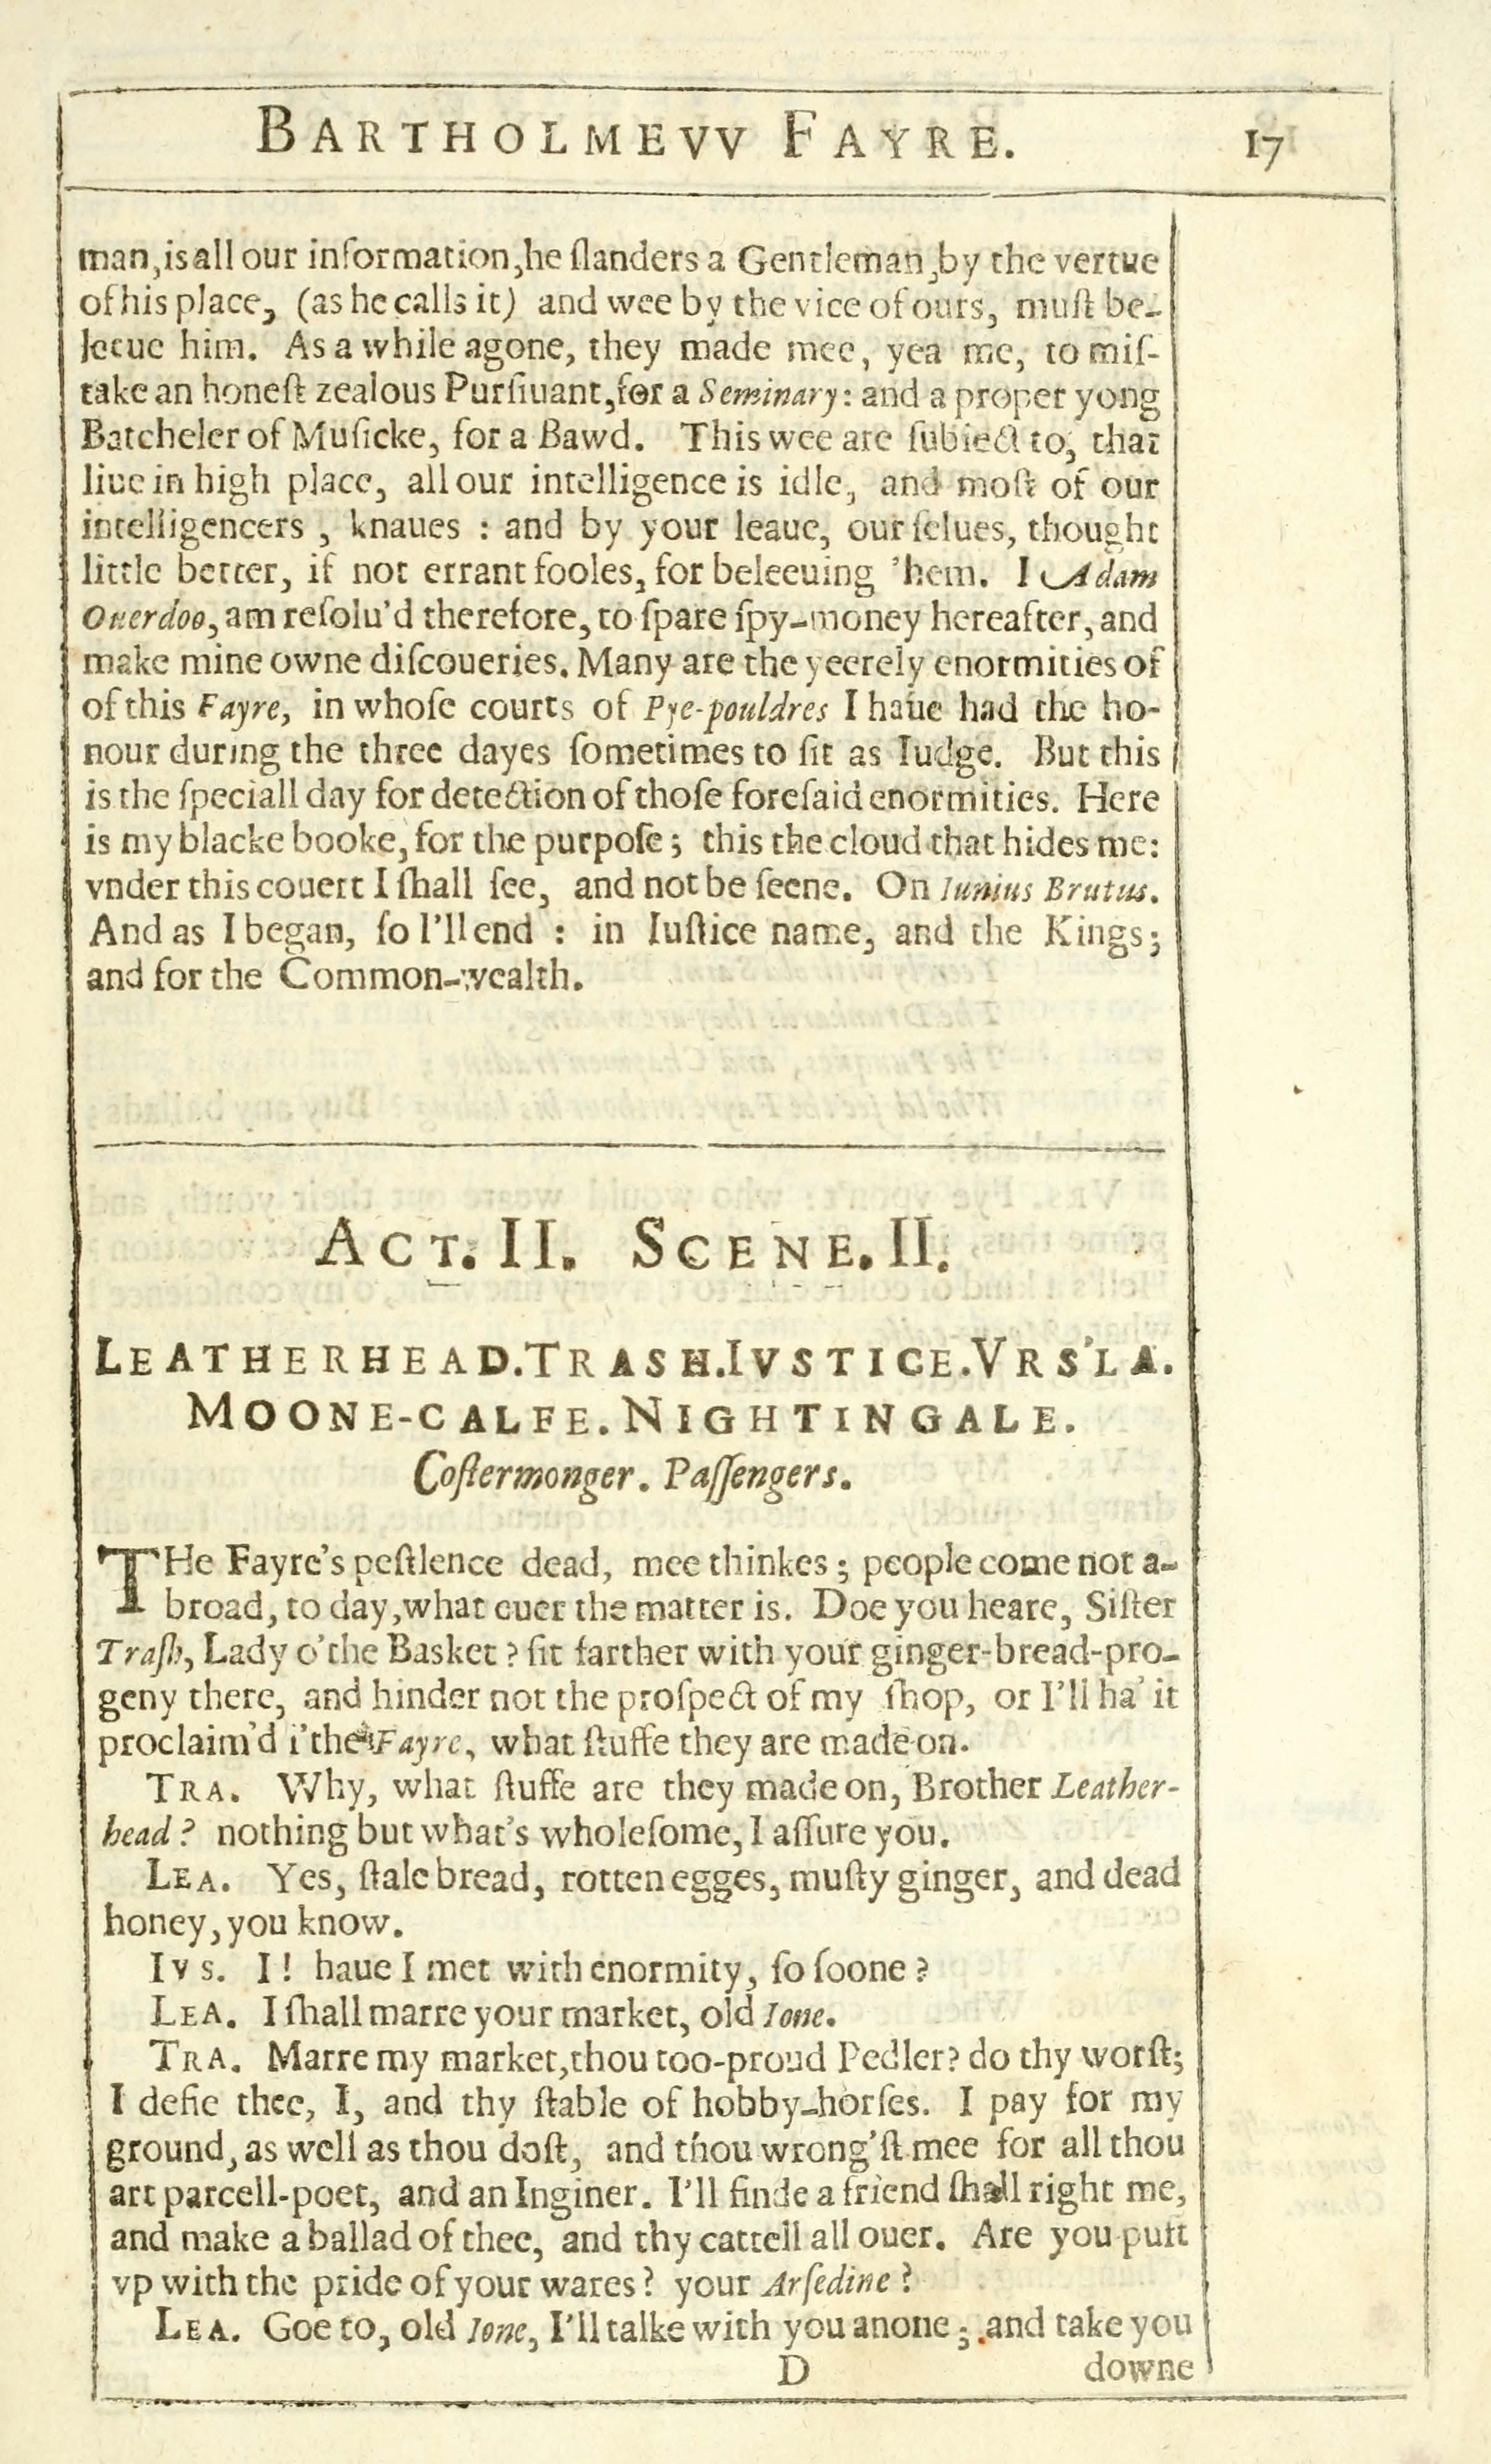 BARTHOLMEVV FAYRE. 17
man, is all our information, he ſlanders a Gentleman, by the vertue
of his place, (as he calls it) and wee by the vice of ours, muſt be-
leeue him. As a while agone, they made mee, yea me, to miſ-
take an honeſt zealous Purſiuant, for a Seminary: and a proper yong
Batcheler of Muſicke, for a Bawd. This wee are ſubiect to, that
liue in high place, all our intelligence is idle, and moſt of our
intelligencers, knaues: and by your leaue, our ſelues, thought
little better, if not errant fooles, for beleeuing 'hem. I Adam
Ouerdoo, am reſolu'd therefore, to ſpare ſpy-money hereafter, and
make mine owne diſcoueries. Many are the yeerely enormities of
of this Fayre, in whoſe courts of Pye-pouldres I haue had the ho-
nour during the three dayes ſometimes to ſit as Iudge. But this
is the ſpeciall day for detection of thoſe foreſaid enormities. Here
is my blacke booke, for the purpoſe; this the cloud that hides me:
vnder this couert I ſhall ſee, and not be ſeene. On Iunius Brutus.
And as I began, ſo I'll end: in Iuſtice name, and the Kings;
and for the Common-wealth.
ACT. II. SCENE. II.
LEATHERHEAD. TRASH. IVSTICE. VRS'LA.
MOONE-CALFE. NIGHTINGALE.
Coſtermonger. Paſſengers.
THe Fayre's peſtlence dead, mee thinkes; people come not a-
broad, to day, what euer the matter is. Doe you heare, Siſter
Traſh, Lady o' the Basket? ſit farther with your ginger-bread-pro-
geny there, and hinder not the proſpect of my ſhop, or I'll ha' it
proclaim'd i' the Fayre, what ſtuffe they are made on.
TRA. Why, what ſtuffe are they made on, Brother Leather-
head? nothing but what's wholeſome, I aſſure you.
LEA. Yes, ſtale bread, rotten egges, muſty ginger, and dead
honey, you know.
IVS. I! haue I met with enormity, ſo ſoone?
LEA. I ſhall marre your market, old Ione.
TRA. Marre my market, thou too-proud Pedler? do thy worſt;
I defie thee, I, and thy ſtable of hobby-horſes. I pay for my
ground, as well as thou doſt, and thou wrong'ſt mee for all thou
art parcell-poet, and an Inginer. I'll finde a friend ſhall right me,
and make a ballad of thee, and thy cattell all ouer. Are you puft
vp with the pride of your wares? your Arſedine?
LEA. Goe to, old Ione, I'll talke with you anone; and take you
D downe